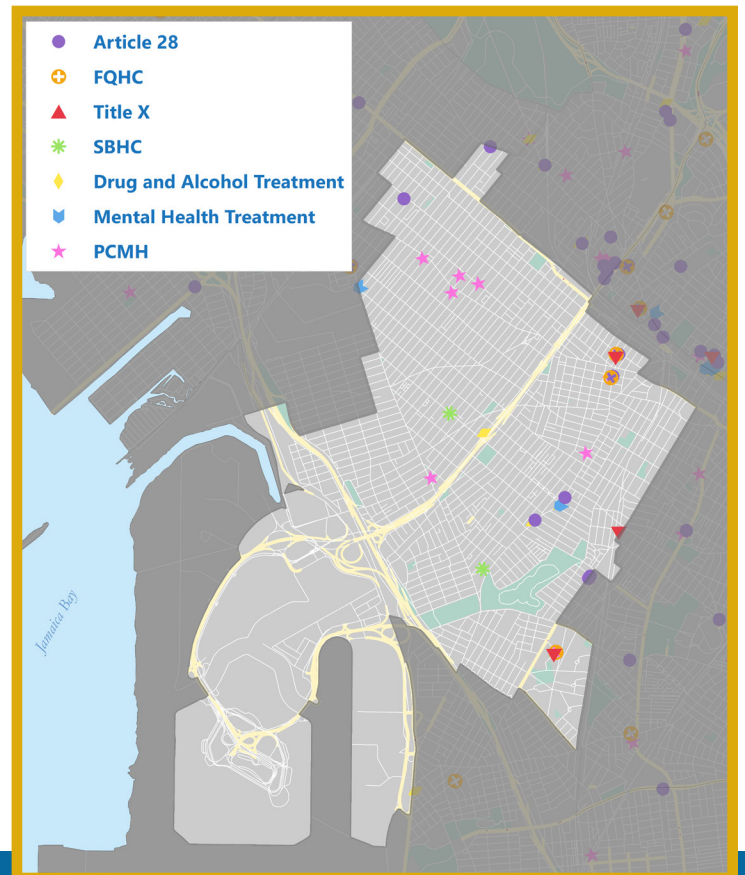 Article 28
FQHC
Title X
SBHC
Drug and Alcohol Treatment
Mental Health Treatment
PCMH
Jamaica Bay